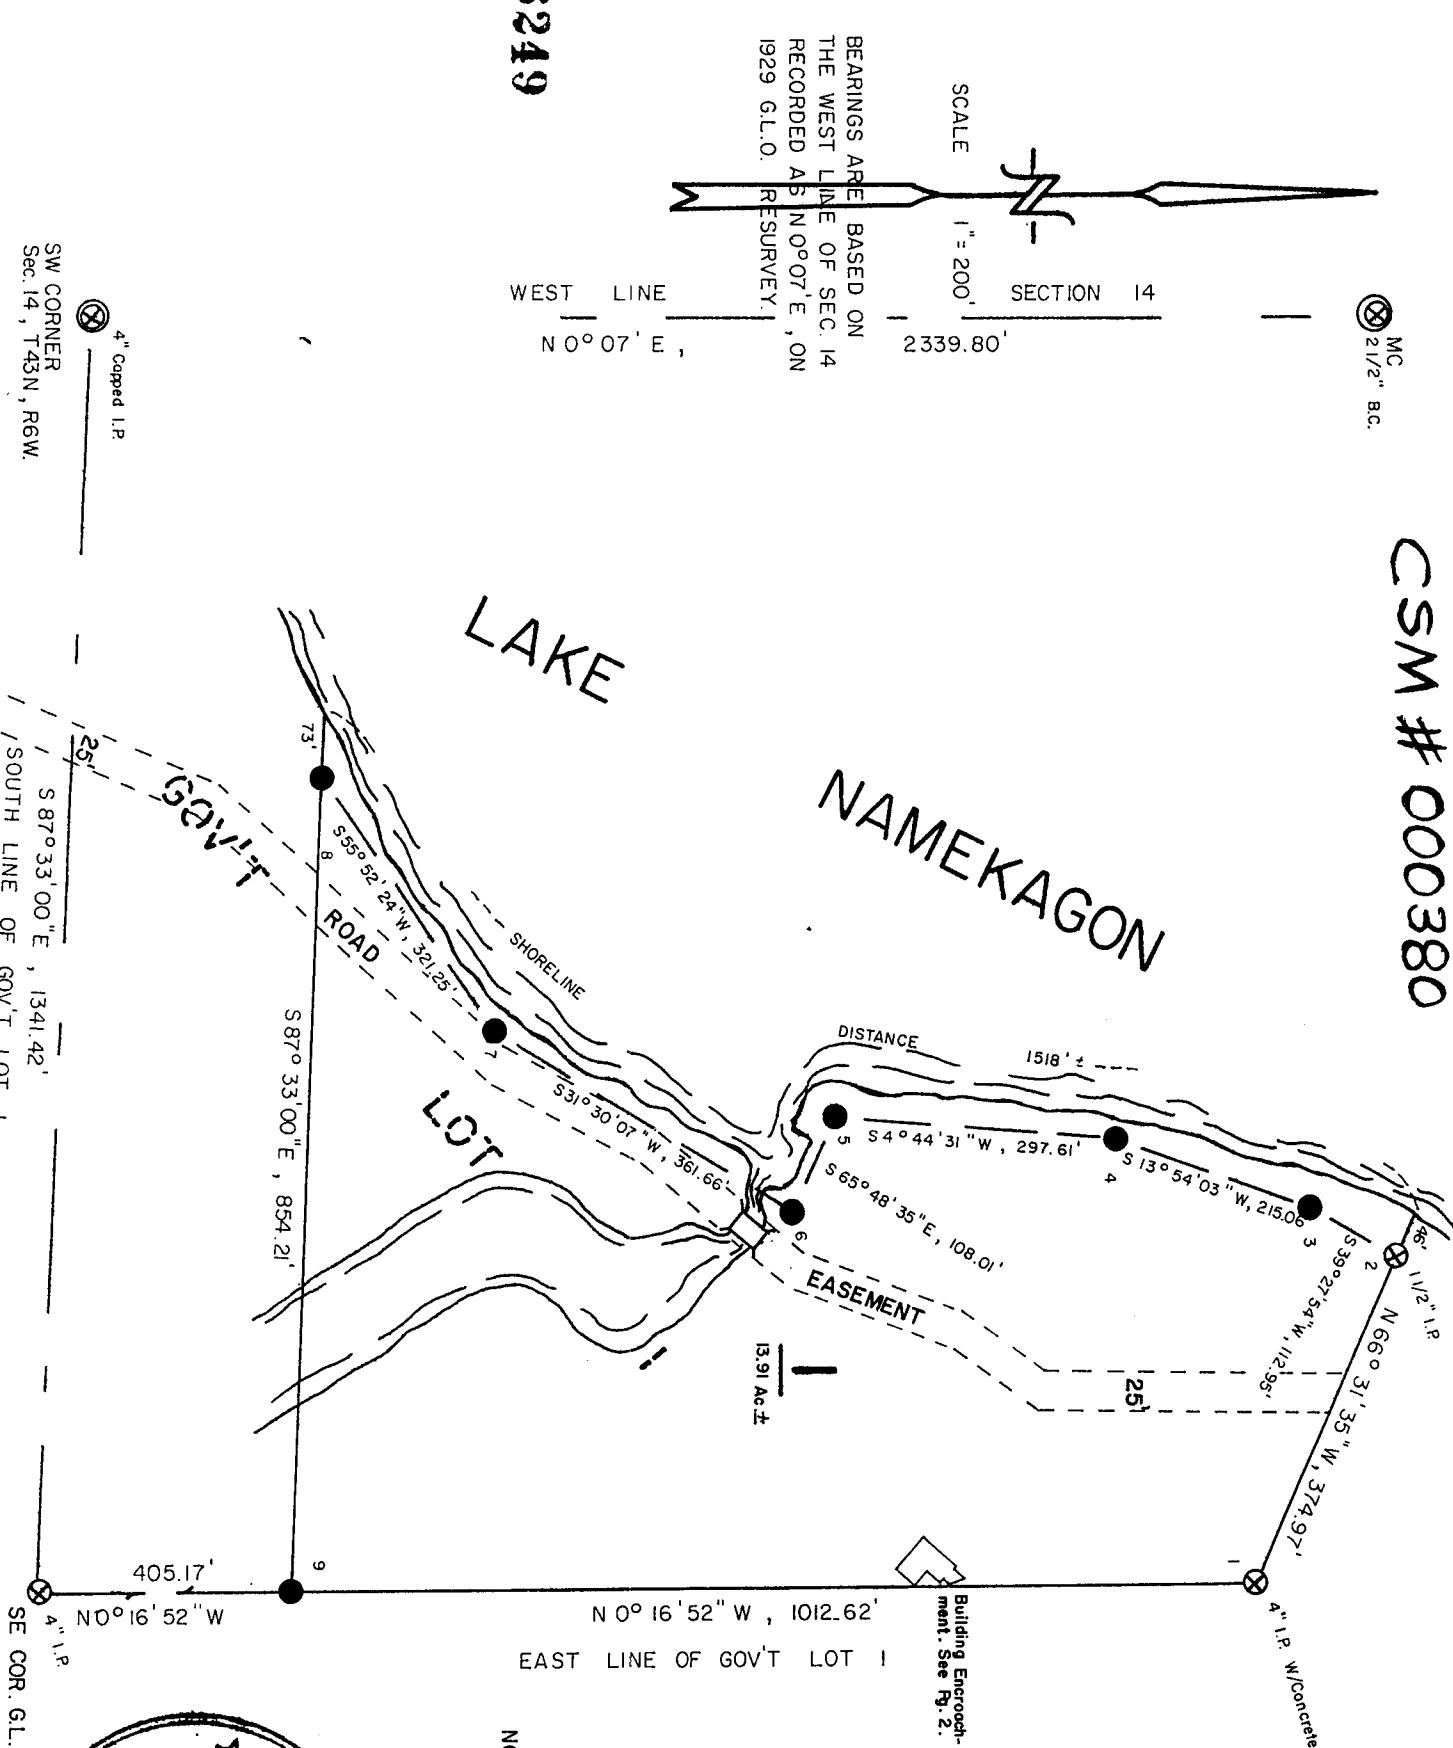 3249
BEARINGS ARE BASED ON
THE WEST LINE OF SEC. 14
RECORDED AS N 0°07' E, ON
1929 G.L.O. RESURVEY.
SCALE 1" = 200'
WEST LINE SECTION 14
N 0°07' E, 2339.80'
MC
2 1/2" B.C.
4" Capped I.P.
SW CORNER
Sec. 14, T43N, R6W.
CSM # 000380
LAKE
NAMEKAGON
73'
25'
GOV'T
8
S 55° 52' 24" W, 321.25'
ROAD
SHORELINE
DISTANCE
1518' ±
S 87° 33' 00" E, 1341.42'
SOUTH LINE OF GOV'T LOT 1
S 87° 33' 00" E, 854.21'
LOT
7
S 31° 30' 07" W, 361.66'
5
S 4° 44' 31" W, 297.61'
4
S 13° 54' 03" W, 215.06
3
S 65° 48' 35" E, 108.01'
6
46'
2
1 1/2" I.P.
S 39° 27' 54" W, 112.95'
N 66° 31' 35" W, 374.97'
EASEMENT
25'
1
13.91 Ac.±
1
4" I.P. W/Concrete
9
405.17'
N 0° 16' 52" W
4" I.P.
SE COR. G.L.
N 0° 16' 52" W, 1012.62'
EAST LINE OF GOV'T LOT 1
Building Encroach-
ment. See Pg. 2.